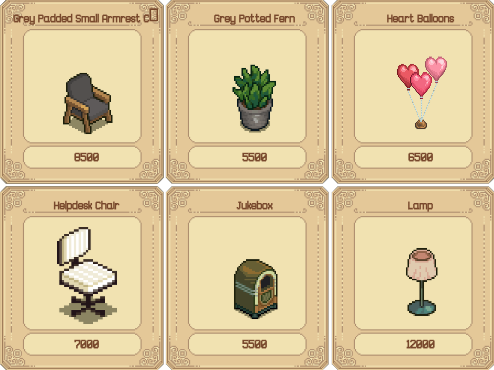 Grey Padded Small Armrest C
Grey Potted Fern
Heart Balloons
8500
5500
6500
Helpdesk Chair
Jukebox
Lamp
7000
5500
12000